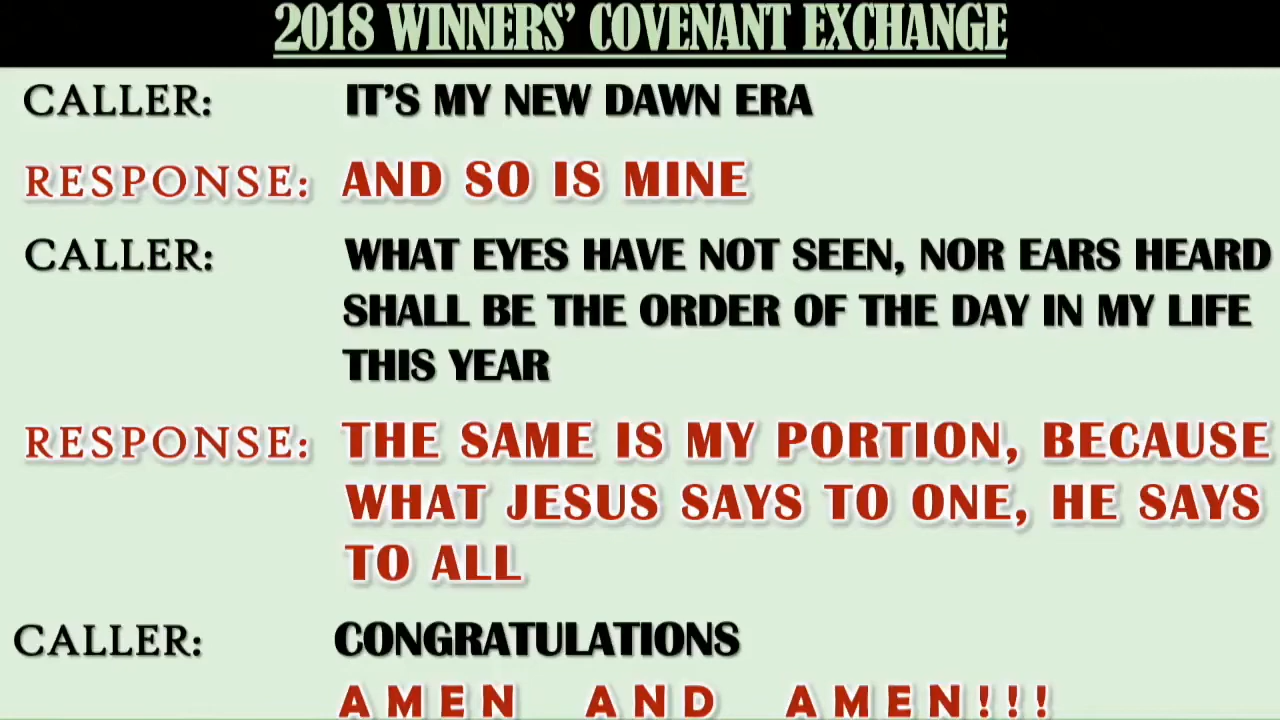 2018 WINNERS’ COVENANT EXCHANGE
CALLER: IT’S MY NEW DAWN ERA
RESPONSE: AND SO IS MINE
CALLER: WHAT EYES HAVE NOT SEEN, NOR EARS HEARD
SHALL BE THE ORDER OF THE DAY IN MY LIFE
THIS YEAR
RESPONSE: THE SAME IS MY PORTION, BECAUSE
WHAT JESUS SAYS TO ONE, HE SAYS
TO ALL
CALLER: CONGRATULATIONS
AMEN AND AMEN!!!